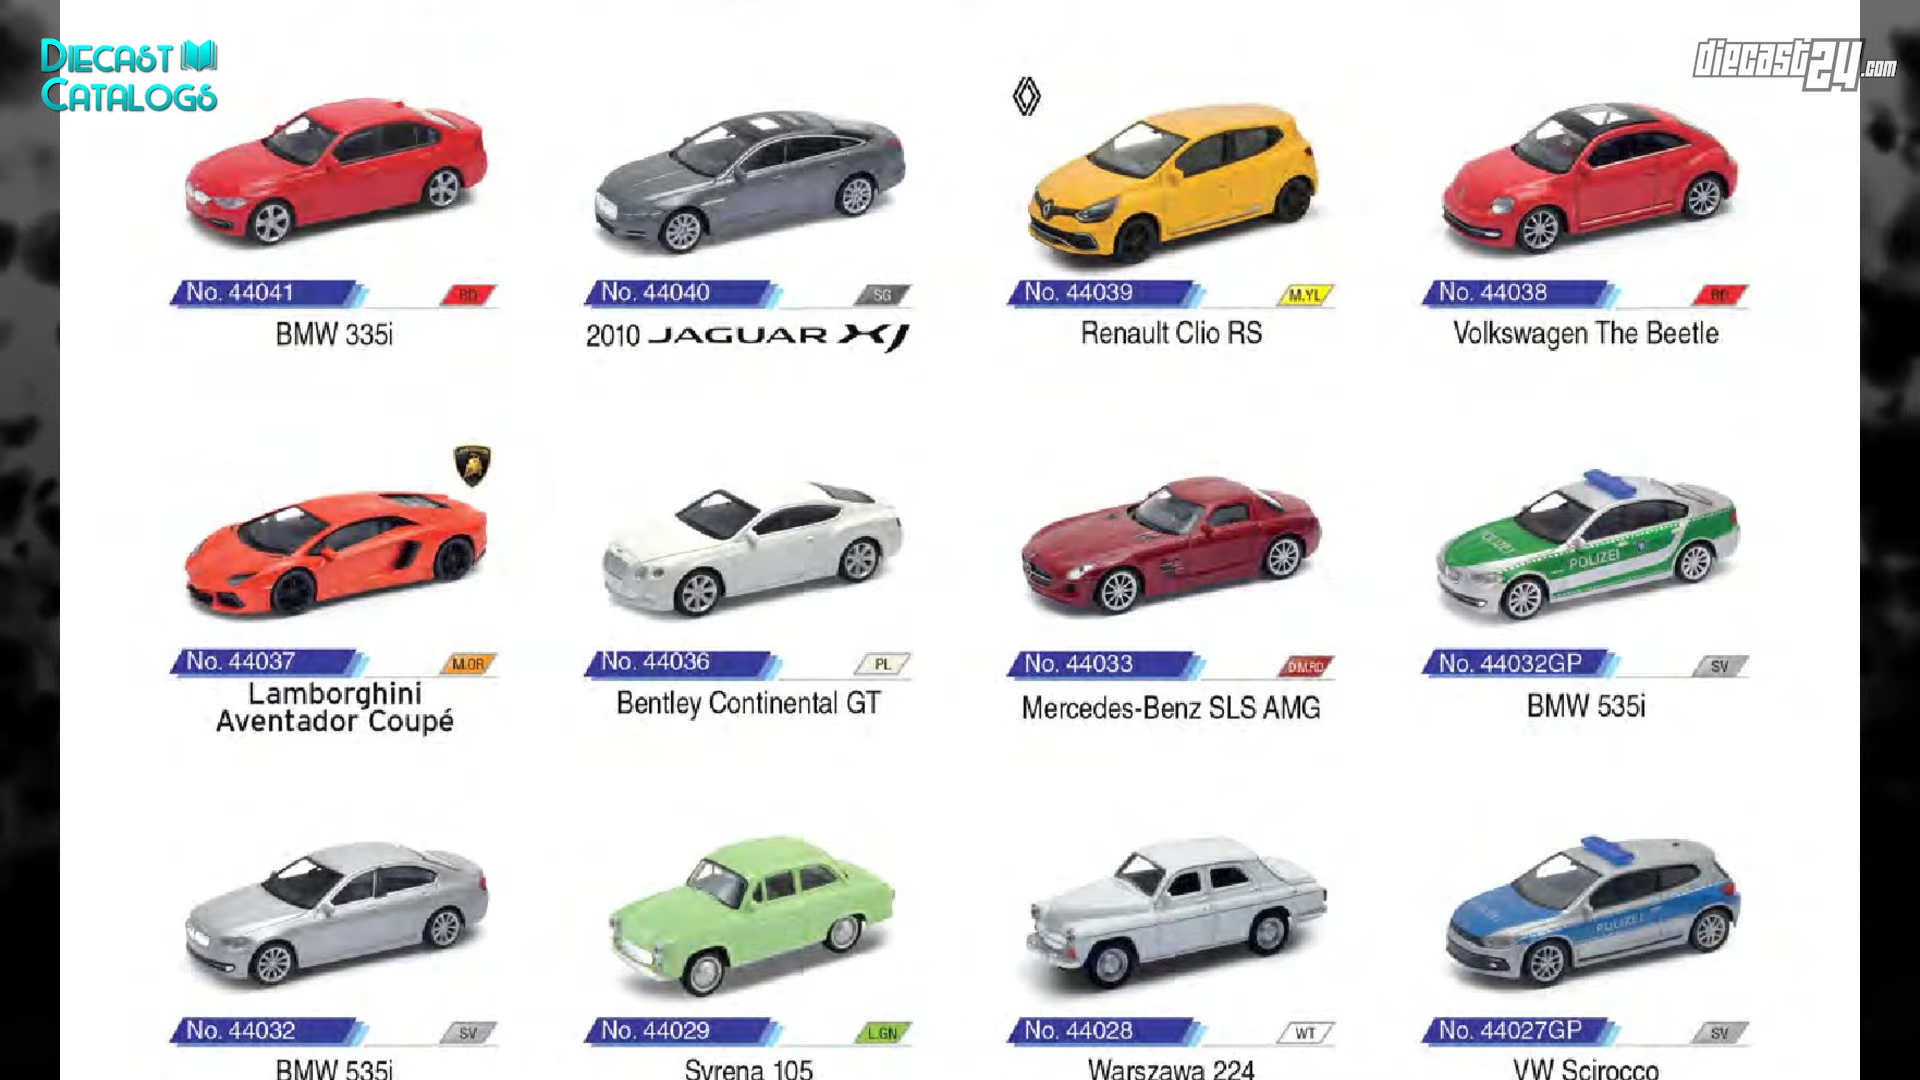 DIECAST
CATALOGS
diecast24.com
No. 44041 RD
BMW 335i
No. 44040 SG
2010 JAGUAR XJ
No. 44039 M.YL
Renault Clio RS
No. 44038 RD
Volkswagen The Beetle
No. 44037 M.OR
Lamborghini
Aventador Coupé
No. 44036 PL
Bentley Continental GT
No. 44033 D.M.RD
Mercedes-Benz SLS AMG
POLIZEI
POLIZEI
No. 44032GP SV
BMW 535i
No. 44032 SV
BMW 535i
No. 44029 L.GN
Syrena 105
No. 44028 WT
Warszawa 224
POLIZEI
No. 44027GP SV
VW Scirocco